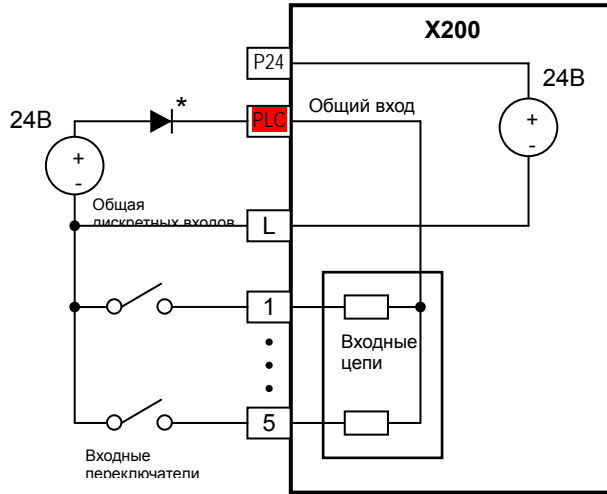 X200
P24
24В
24В
*
PLC
Общий вход
+
-
+
-
Общая
дискретных входов
L
1
Входные
цепи
5
Входные
переключатели